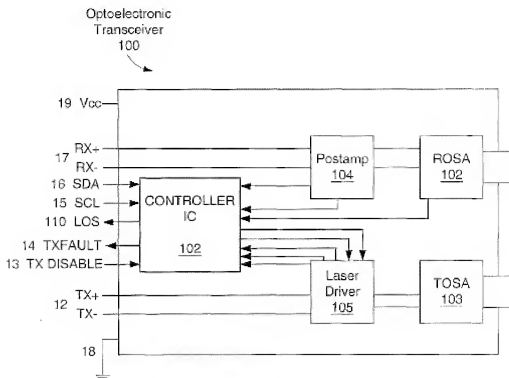 Optoelectronic
Transceiver
100
19 Vcc
17 RX+
RX-
16 SDA
15 SCL
110 LOS
14 TXFAULT
13 TX DISABLE
12 TX+
TX-
18
CONTROLLER
IC
102
Postamp
104
ROSA
102
Laser
Driver
105
TOSA
103